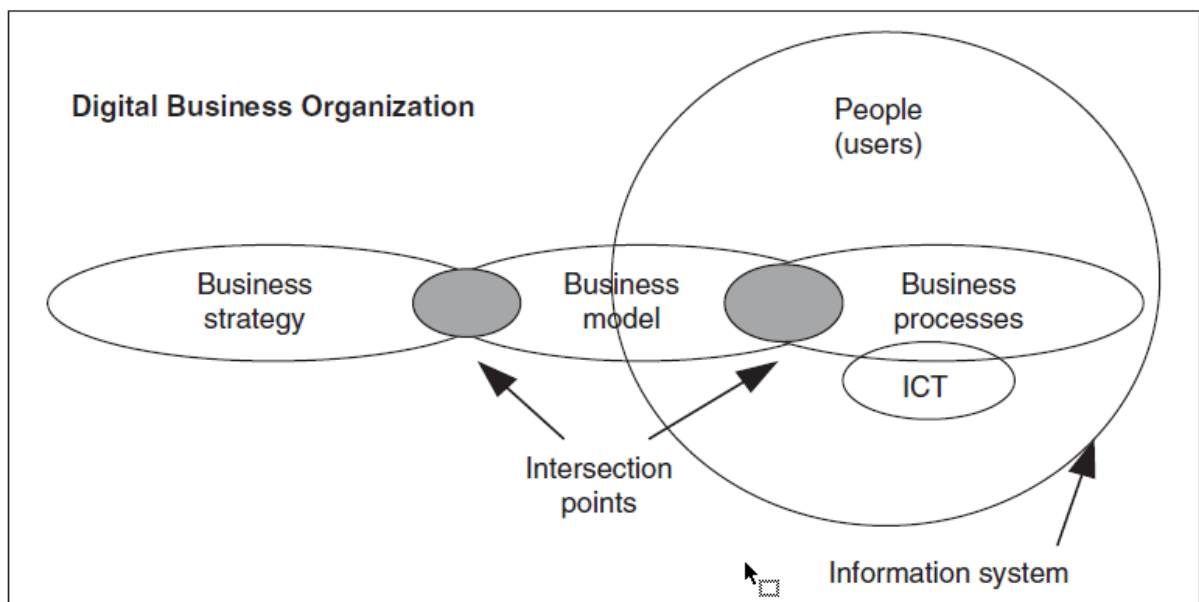 Digital Business Organization
People
(users)
Business
strategy
Business
model
Business
processes
ICT
Intersection
points
Information system